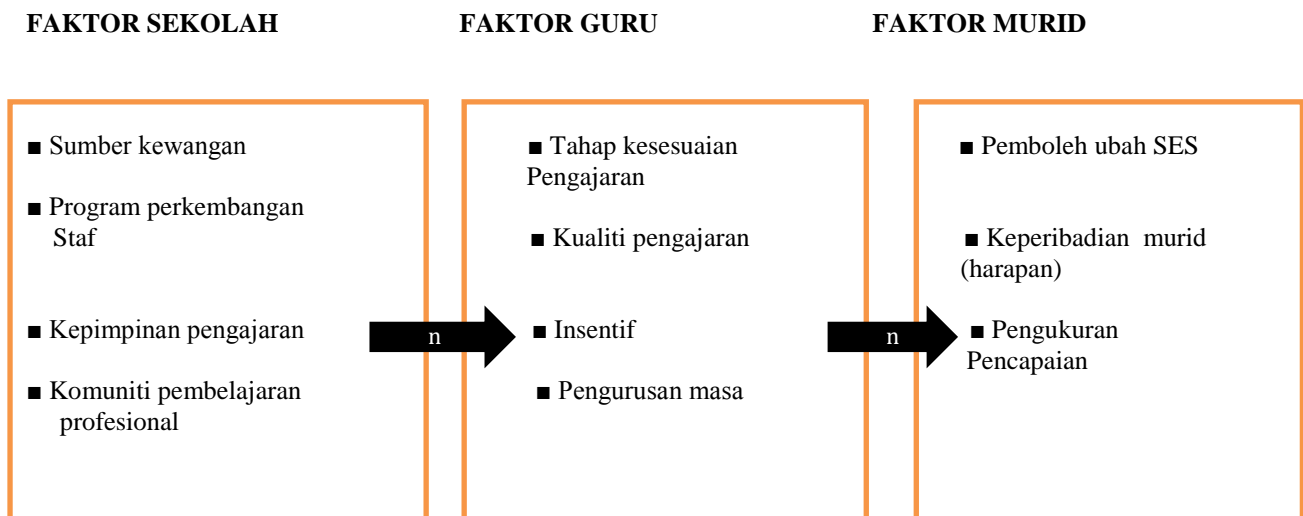 FAKTOR SEKOLAH FAKTOR GURU FAKTOR MURID
■ Sumber kewangan
■ Program perkembangan
Staf
■ Kepimpinan pengajaran
■ Komuniti pembelajaran
profesional
n
■ Tahap kesesuaian
Pengajaran
■ Kualiti pengajaran
■ Insentif
■ Pengurusan masa
n
■ Pemboleh ubah SES
■ Keperibadian murid
(harapan)
■ Pengukuran
Pencapaian